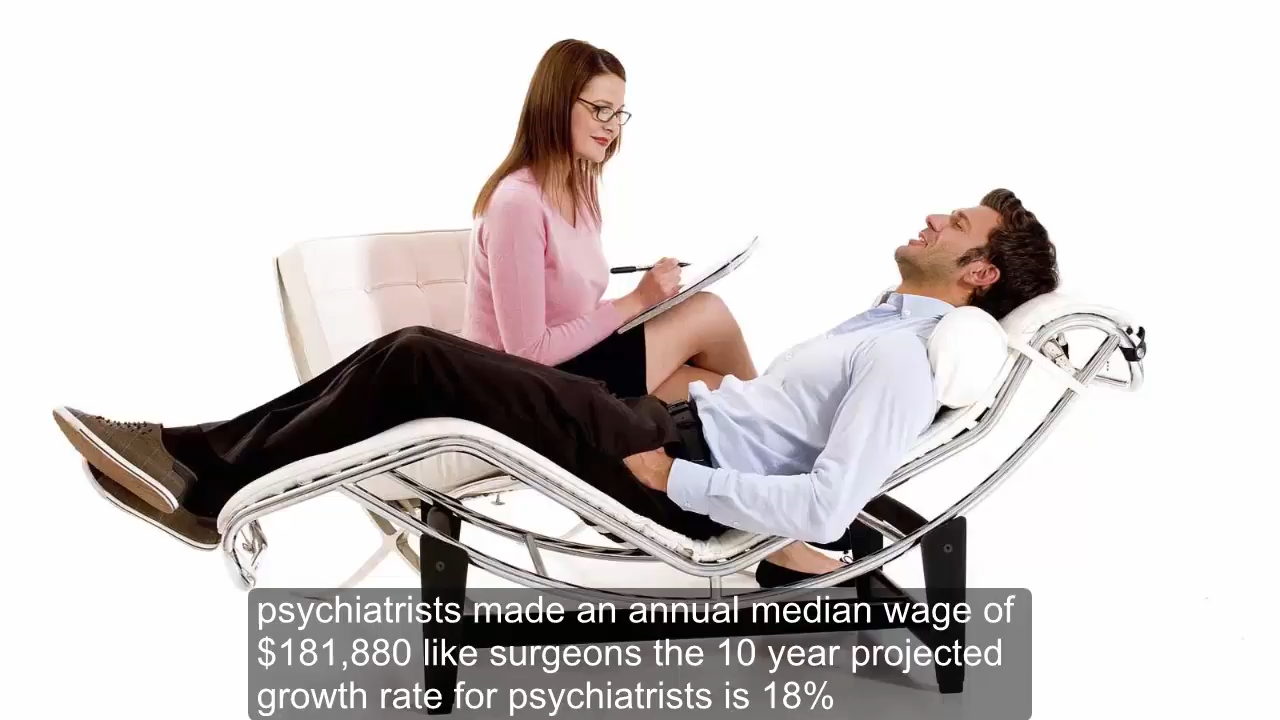 psychiatrists made an annual median wage of
$181,880 like surgeons the 10 year projected
growth rate for psychiatrists is 18%